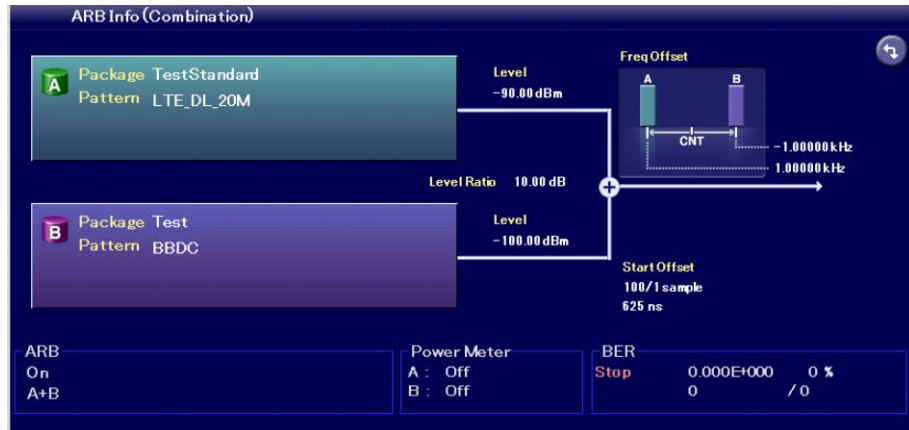 ARB Info (Combination)
A
Package TestStandard
Pattern LTE_DL_20M
Level
-90.00 dBm
Freq Offset
A B
CNT
-1.00000 kHz
1.00000 kHz
Level Ratio 10.00 dB
B
Package Test
Pattern BBDC
Level
-100.00 dBm
Start Offset
100/1 sample
625 ns
ARB
On
A+B
Power Meter
A : Off
B : Off
BER
Stop 0.000E+000 0 %
0 / 0